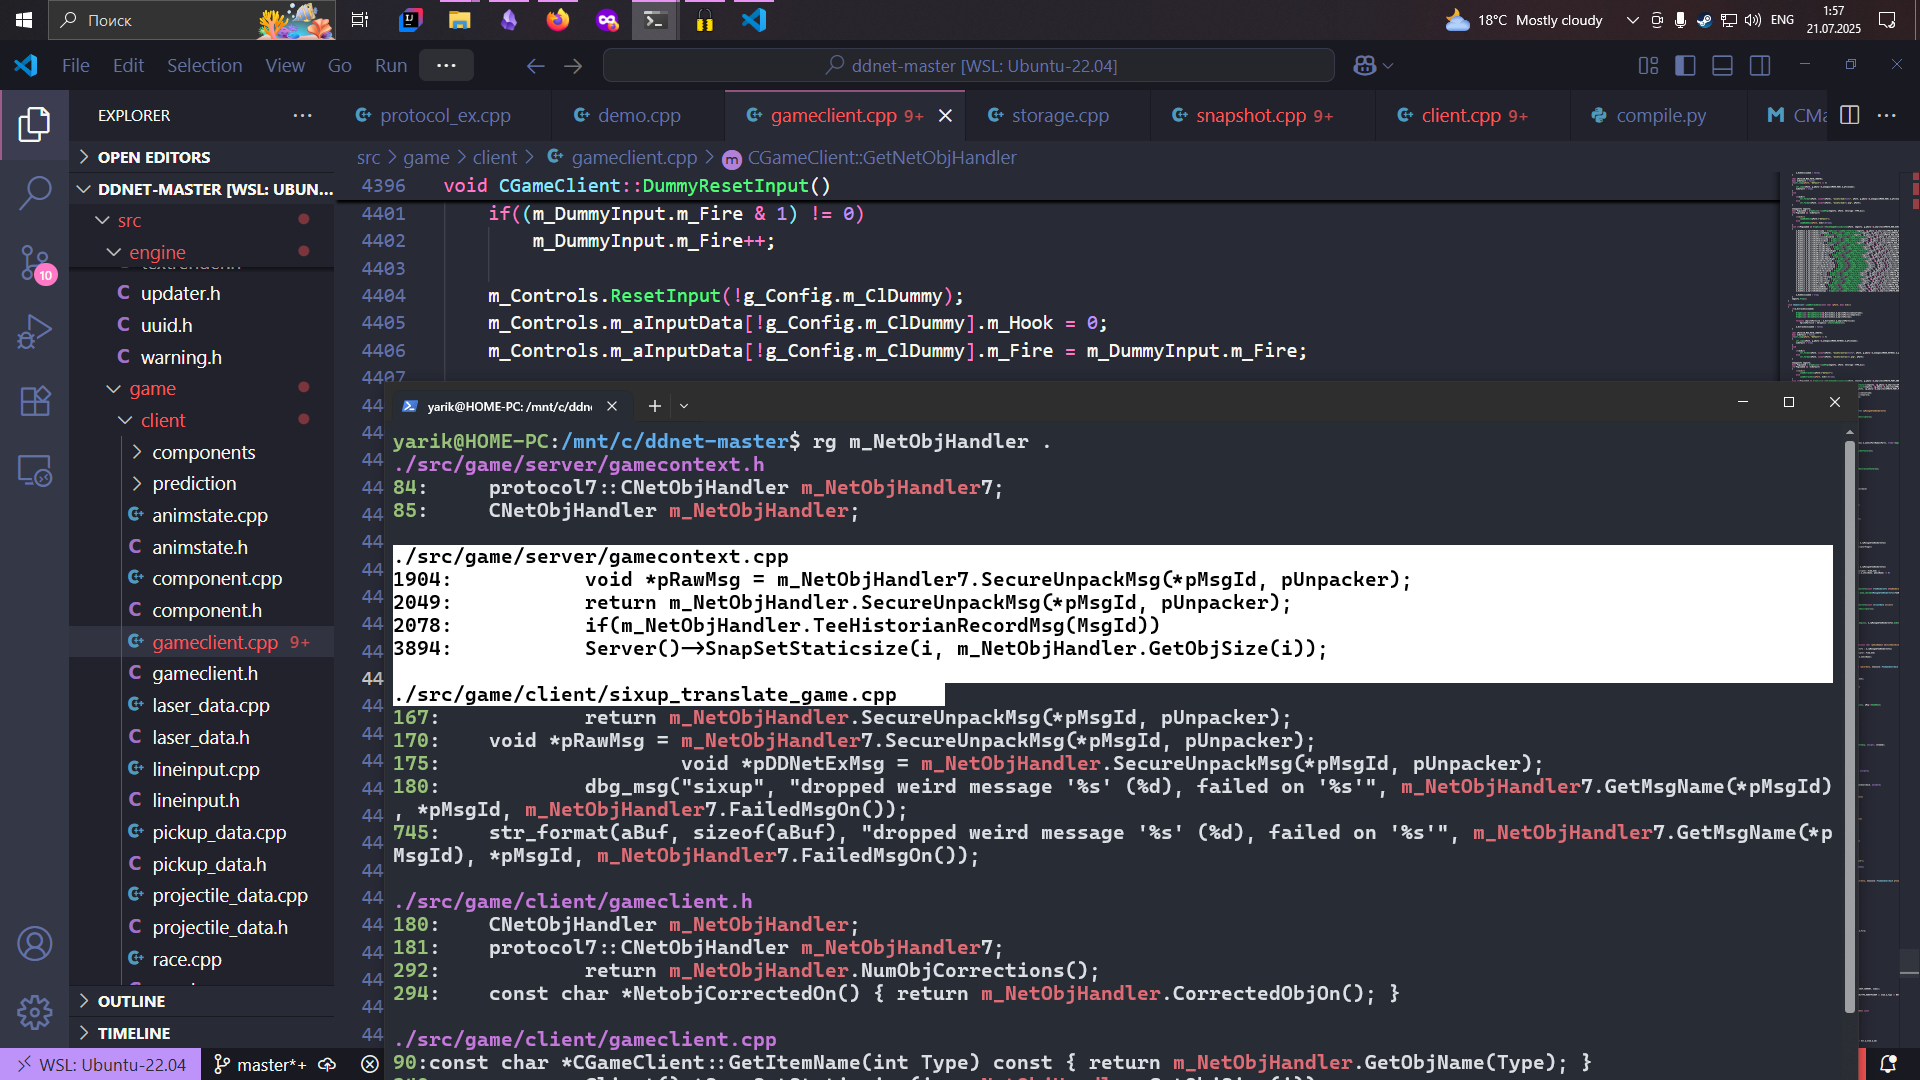 Поиск
18°C Mostly cloudy
ENG
1:57
21.07.2025
File Edit Selection View Go Run ···
ddnet-master [WSL: Ubuntu-22.04]
EXPLORER
protocol_ex.cpp
demo.cpp
gameclient.cpp 9+
storage.cpp
snapshot.cpp 9+
client.cpp 9+
compile.py
CMa
OPEN EDITORS
DDNET-MASTER [WSL: UBUN...
src
engine
updater.h
uuid.h
warning.h
game
client
components
prediction
animstate.cpp
animstate.h
component.cpp
component.h
gameclient.cpp 9+
gameclient.h
laser_data.cpp
laser_data.h
lineinput.cpp
lineinput.h
pickup_data.cpp
pickup_data.h
projectile_data.cpp
projectile_data.h
race.cpp
OUTLINE
TIMELINE
10
src > game > client > gameclient.cpp > CGameClient::GetNetObjHandler
4396 void CGameClient::DummyResetInput()
4401 if((m_DummyInput.m_Fire & 1) != 0)
4402 m_DummyInput.m_Fire++;
4403
4404 m_Controls.ResetInput(!g_Config.m_ClDummy);
4405 m_Controls.m_aInputData[!g_Config.m_ClDummy].m_Hook = 0;
4406 m_Controls.m_aInputData[!g_Config.m_ClDummy].m_Fire = m_DummyInput.m_Fire;
4407
yarik@HOME-PC: /mnt/c/ddn
yarik@HOME-PC:/mnt/c/ddnet-master$ rg m_NetObjHandler .
./src/game/server/gamecontext.h
84: protocol7::CNetObjHandler m_NetObjHandler7;
85: CNetObjHandler m_NetObjHandler;
./src/game/server/gamecontext.cpp
1904: void *pRawMsg = m_NetObjHandler7.SecureUnpackMsg(*pMsgId, pUnpacker);
2049: return m_NetObjHandler.SecureUnpackMsg(*pMsgId, pUnpacker);
2078: if(m_NetObjHandler.TeeHistorianRecordMsg(MsgId))
3894: Server()->SnapSetStaticsize(i, m_NetObjHandler.GetObjSize(i));
./src/game/client/sixup_translate_game.cpp
167: return m_NetObjHandler.SecureUnpackMsg(*pMsgId, pUnpacker);
170: void *pRawMsg = m_NetObjHandler7.SecureUnpackMsg(*pMsgId, pUnpacker);
175: void *pDDNetExMsg = m_NetObjHandler.SecureUnpackMsg(*pMsgId, pUnpacker);
180: dbg_msg("sixup", "dropped weird message '%s' (%d), failed on '%s'", m_NetObjHandler7.GetMsgName(*pMsgId)
, *pMsgId, m_NetObjHandler7.FailedMsgOn());
745: str_format(aBuf, sizeof(aBuf), "dropped weird message '%s' (%d), failed on '%s'", m_NetObjHandler7.GetMsgName(*p
MsgId), *pMsgId, m_NetObjHandler7.FailedMsgOn());
./src/game/client/gameclient.h
180: CNetObjHandler m_NetObjHandler;
181: protocol7::CNetObjHandler m_NetObjHandler7;
292: return m_NetObjHandler.NumObjCorrections();
294: const char *NetobjCorrectedOn() { return m_NetObjHandler.CorrectedObjOn(); }
./src/game/client/gameclient.cpp
90:const char *CGameClient::GetItemName(int Type) const { return m_NetObjHandler.GetObjName(Type); }
WSL: Ubuntu-22.04
master*+